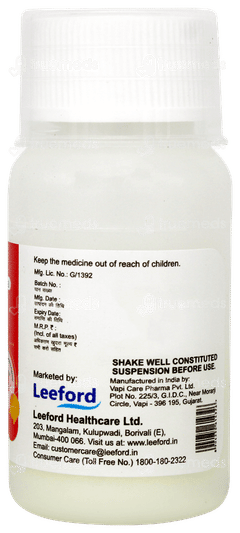 Keep the medicine out of reach of children.
Mfg. Lic. No.: G/1392
Batch No. :
Mfg. Date :
Expiry Date:
M.R.P. ₹ :
(Incl. of all taxes)
SHAKE WELL CONSTITUTED
SUSPENSION BEFORE USE.
Marketed by:
Leeford
Manufactured in India by:
Vapi Care Pharma Pvt. Ltd.
Plot No. 225/3, G.I.D.C., Near Morel
Circle, Vapi - 396 195, Gujarat.
Leeford Healthcare Ltd.
203, Mangalam, Kulupwadi, Borivali (E),
Mumbai-400 066. Visit us at: www.leeford.in
Email: customercare@leeford.in
Consumer Care (Toll Free No.) 1800-180-2322